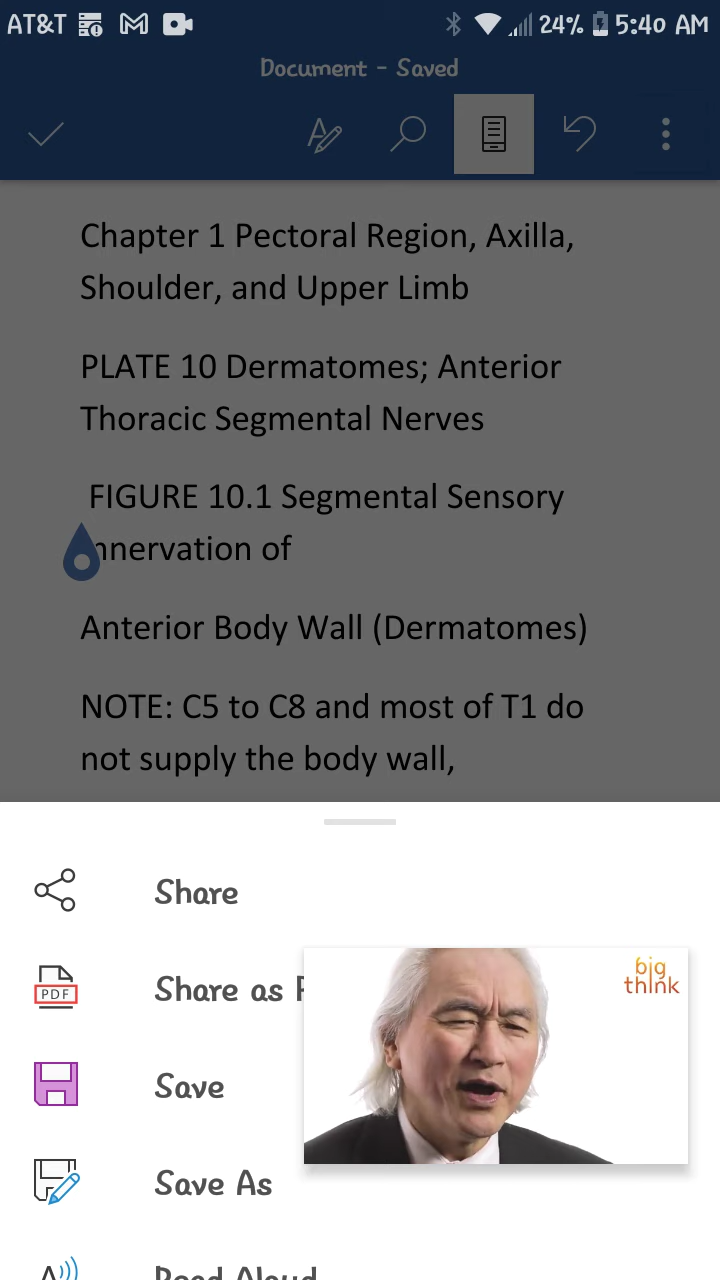 AT&T 24% 5:40 AM
Document - Saved
Chapter 1 Pectoral Region, Axilla,
Shoulder, and Upper Limb
PLATE 10 Dermatomes; Anterior
Thoracic Segmental Nerves
FIGURE 10.1 Segmental Sensory
nnervation of
Anterior Body Wall (Dermatomes)
NOTE: C5 to C8 and most of T1 do
not supply the body wall,
Share
PDF Share as
big
think
Save
Save As
Read Aloud